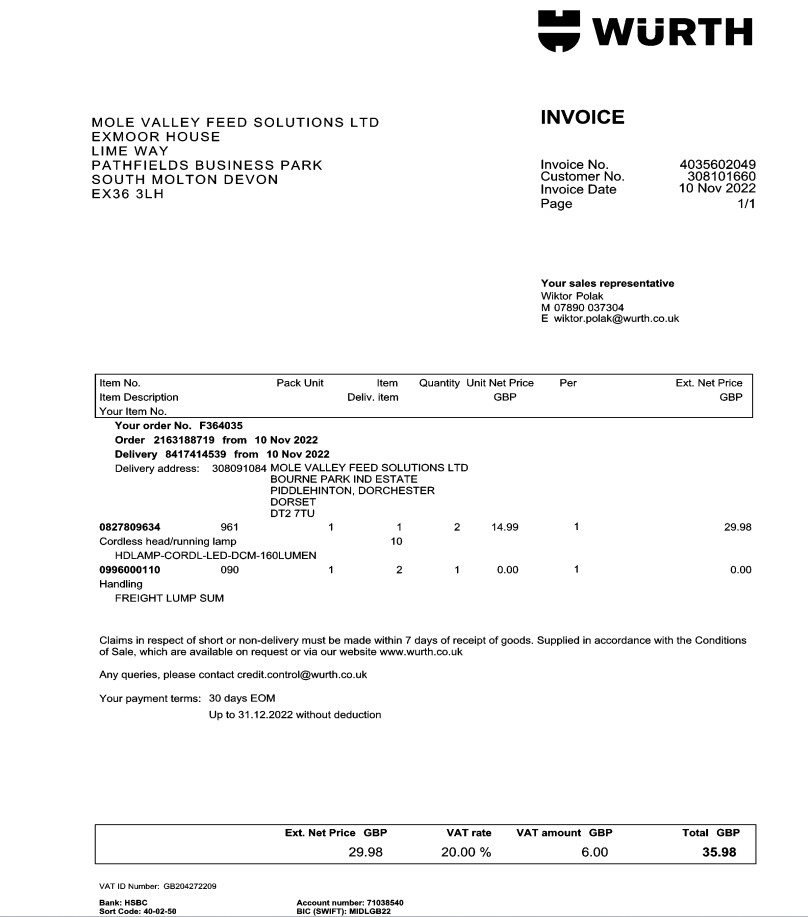 WÜRTH
MOLE VALLEY FEED SOLUTIONS LTD
EXMOOR HOUSE
LIME WAY
PATHFIELDS BUSINESS PARK
SOUTH MOLTON DEVON
EX36 3LH
INVOICE
Invoice No. 4035602049
Customer No. 308101660
Invoice Date 10 Nov 2022
Page 1/1
Your sales representative
Wiktor Polak
M 07890 037304
E wiktor.polak@wurth.co.uk
Item No. Pack Unit Item Quantity Unit Net Price Per Ext. Net Price
Item Description Deliv. item GBP GBP
Your Item No.
Your order No. F364035
Order 2163188719 from 10 Nov 2022
Delivery 8417414539 from 10 Nov 2022
Delivery address: 308091084 MOLE VALLEY FEED SOLUTIONS LTD
BOURNE PARK IND ESTATE
PIDDLEHINTON, DORCHESTER
DORSET
DT2 7TU
0827809634 961 1 1 2 14.99 1 29.98
Cordless head/running lamp 10
HDLAMP-CORDL-LED-DCM-160LUMEN
0996000110 090 1 2 1 0.00 1 0.00
Handling
FREIGHT LUMP SUM
Claims in respect of short or non-delivery must be made within 7 days of receipt of goods. Supplied in accordance with the Conditions
of Sale, which are available on request or via our website www.wurth.co.uk
Any queries, please contact credit.control@wurth.co.uk
Your payment terms: 30 days EOM
Up to 31.12.2022 without deduction
Ext. Net Price GBP VAT rate VAT amount GBP Total GBP
29.98 20.00 % 6.00 35.98
VAT ID Number: GB204272209
Bank: HSBC Account number: 71038540
Sort Code: 40-02-50 BIC (SWIFT): MIDLGB22